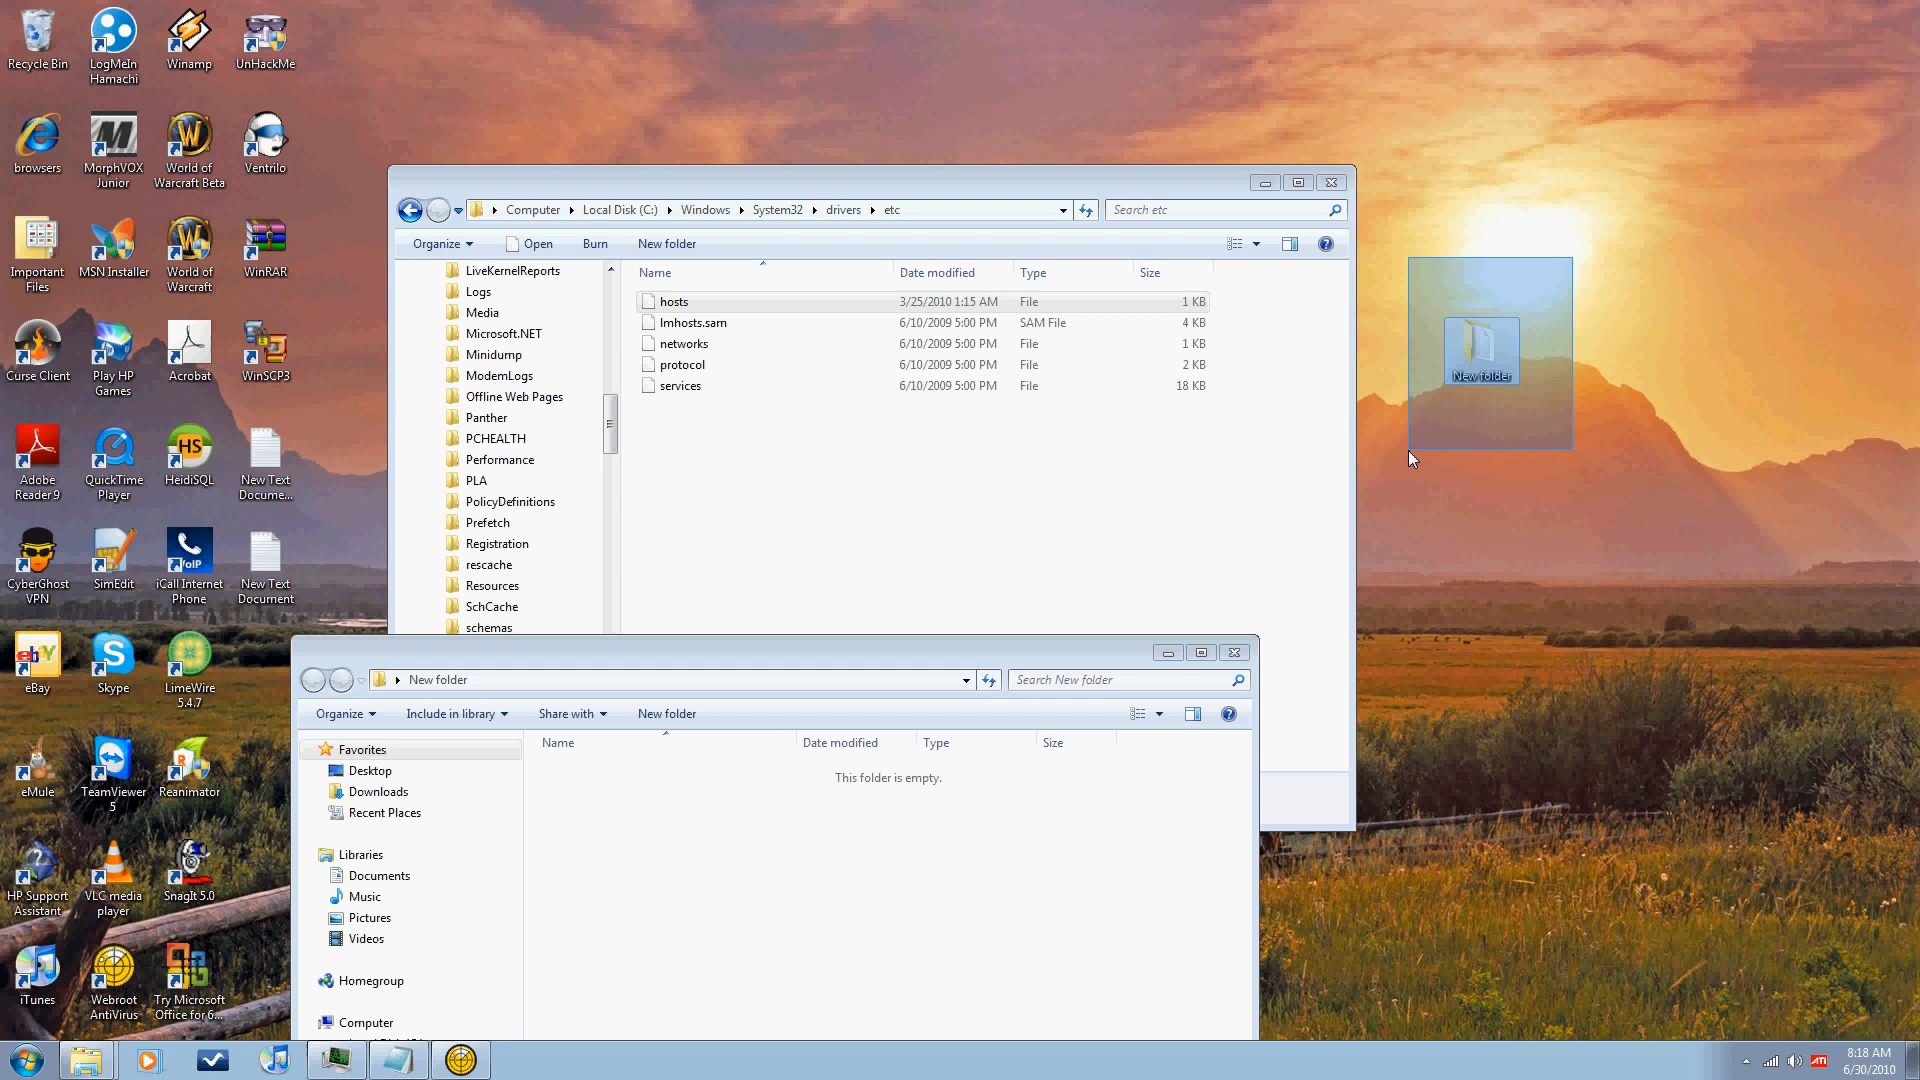 Recycle Bin
LogMeIn
Hamachi
Winamp
UnHackMe
browsers
MorphVOX
Junior
World of
Warcraft Beta
Ventrilo
Important
Files
MSN Installer
World of
Warcraft
WinRAR
Curse Client
Play HP
Games
Acrobat
WinSCP3
Adobe
Reader 9
QuickTime
Player
HS
HeidiSQL
New Text
Docume...
CyberGhost
VPN
SimEdit
VoIP
iCall Internet
Phone
New Text
Document
ebY
eBay
Skype
LimeWire
5.4.7
eMule
TeamViewer
5
Reanimator
HP Support
Assistant
VLC media
player
SnagIt 5.0
iTunes
Webroot
AntiVirus
Try Microsoft
Office for 6...
Computer
Local Disk (C:)
Windows
System32
drivers
etc
Search etc
Organize
Open
Burn
New folder
LiveKernelReports
Logs
Media
Microsoft.NET
Minidump
ModemLogs
Offline Web Pages
Panther
PCHEALTH
Performance
PLA
PolicyDefinitions
Prefetch
Registration
rescache
Resources
SchCache
schemas
Name Date modified Type Size
hosts 3/25/2010 1:15 AM File 1 KB
lmhosts.sam 6/10/2009 5:00 PM SAM File 4 KB
networks 6/10/2009 5:00 PM File 1 KB
protocol 6/10/2009 5:00 PM File 2 KB
services 6/10/2009 5:00 PM File 18 KB
New folder
New folder
Search New folder
Organize
Include in library
Share with
New folder
Favorites
Desktop
Downloads
Recent Places
Libraries
Documents
Music
Pictures
Videos
Homegroup
Computer
Name Date modified Type Size
This folder is empty.
ATI
8:18 AM
6/30/2010